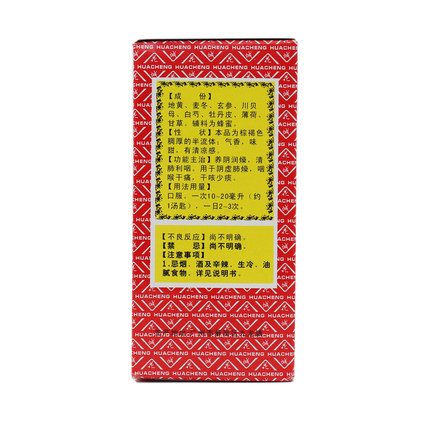 HUACHENG HUACHENG
【成 份】
地黄、麦冬、玄参、川贝
母、白芍、牡丹皮、薄荷、
甘草、辅料为蜂蜜。
【性 状】本品为棕褐色
稠厚的半流体；气香，味
甜，有清凉感。
【功能主治】养阴润燥，清
肺利咽。用于阴虚肺燥，咽
喉干痛，干咳少痰。
【用法用量】
口服，一次10-20毫升（约
1汤匙），一日2-3次。
【不良反应】尚不明确。
【禁 忌】尚不明确。
【注意事项】
1.忌烟、酒及辛辣、生冷、油
腻食物，详见说明书。
HUACHENG HUACHENG